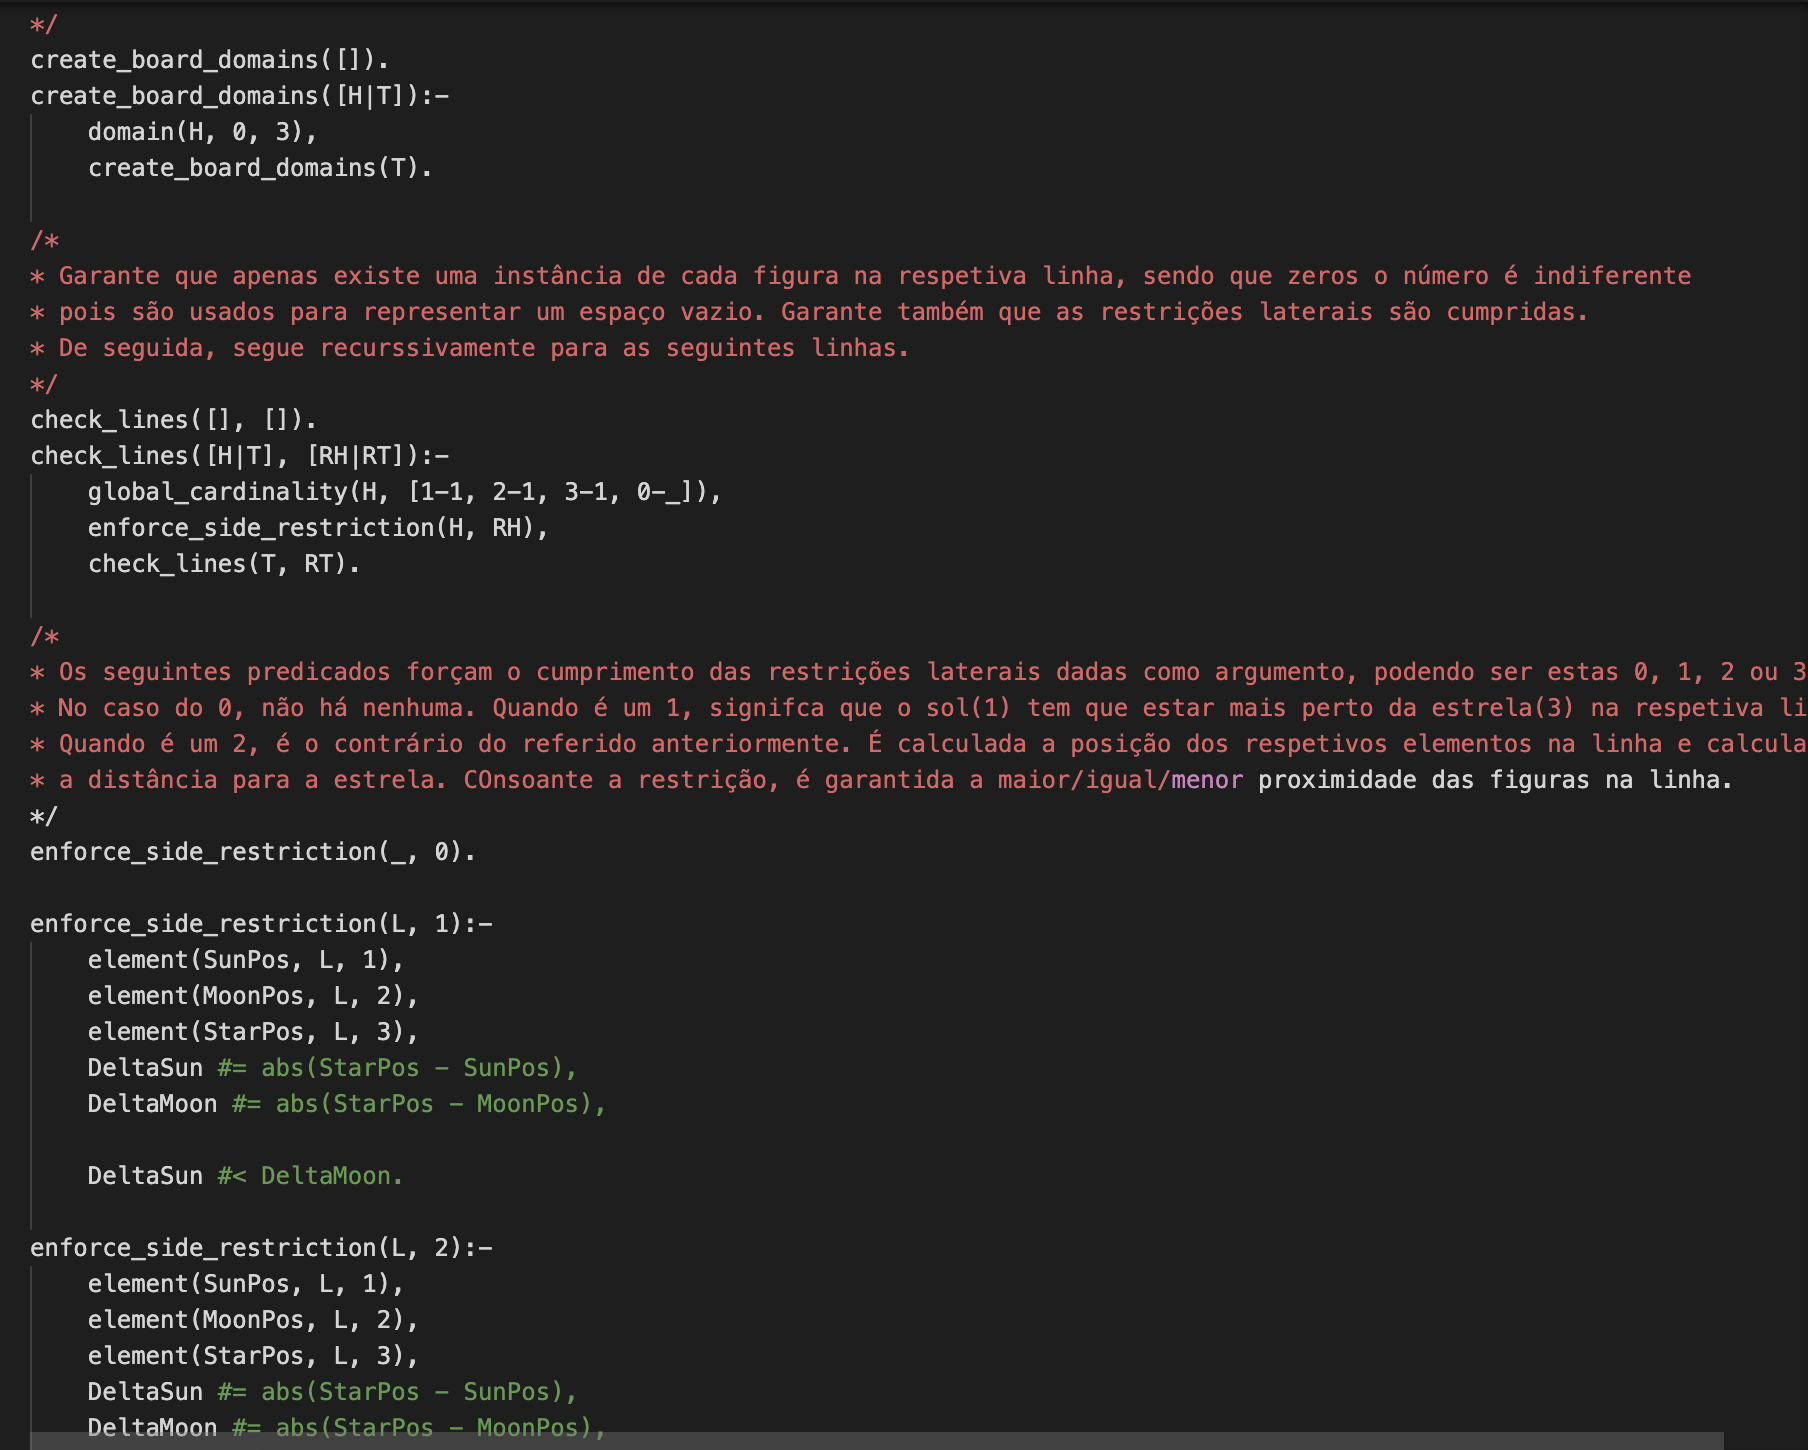 */
create_board_domains([]).
create_board_domains([H|T]):-
    domain(H, 0, 3),
    create_board_domains(T).

/*
* Garante que apenas existe uma instância de cada figura na respetiva linha, sendo que zeros o número é indiferente
* pois são usados para representar um espaço vazio. Garante também que as restrições laterais são cumpridas.
* De seguida, segue recurssivamente para as seguintes linhas.
*/
check_lines([], []).
check_lines([H|T], [RH|RT]):-
    global_cardinality(H, [1-1, 2-1, 3-1, 0-_]),
    enforce_side_restriction(H, RH),
    check_lines(T, RT).

/*
* Os seguintes predicados forçam o cumprimento das restrições laterais dadas como argumento, podendo ser estas 0, 1, 2 ou 3
* No caso do 0, não há nenhuma. Quando é um 1, signifca que o sol(1) tem que estar mais perto da estrela(3) na respetiva li
* Quando é um 2, é o contrário do referido anteriormente. É calculada a posição dos respetivos elementos na linha e calcula
* a distância para a estrela. COnsoante a restrição, é garantida a maior/igual/menor proximidade das figuras na linha.
*/
enforce_side_restriction(_, 0).

enforce_side_restriction(L, 1):-
    element(SunPos, L, 1),
    element(MoonPos, L, 2),
    element(StarPos, L, 3),
    DeltaSun #= abs(StarPos - SunPos),
    DeltaMoon #= abs(StarPos - MoonPos),

    DeltaSun #< DeltaMoon.

enforce_side_restriction(L, 2):-
    element(SunPos, L, 1),
    element(MoonPos, L, 2),
    element(StarPos, L, 3),
    DeltaSun #= abs(StarPos - SunPos),
    DeltaMoon #= abs(StarPos - MoonPos),